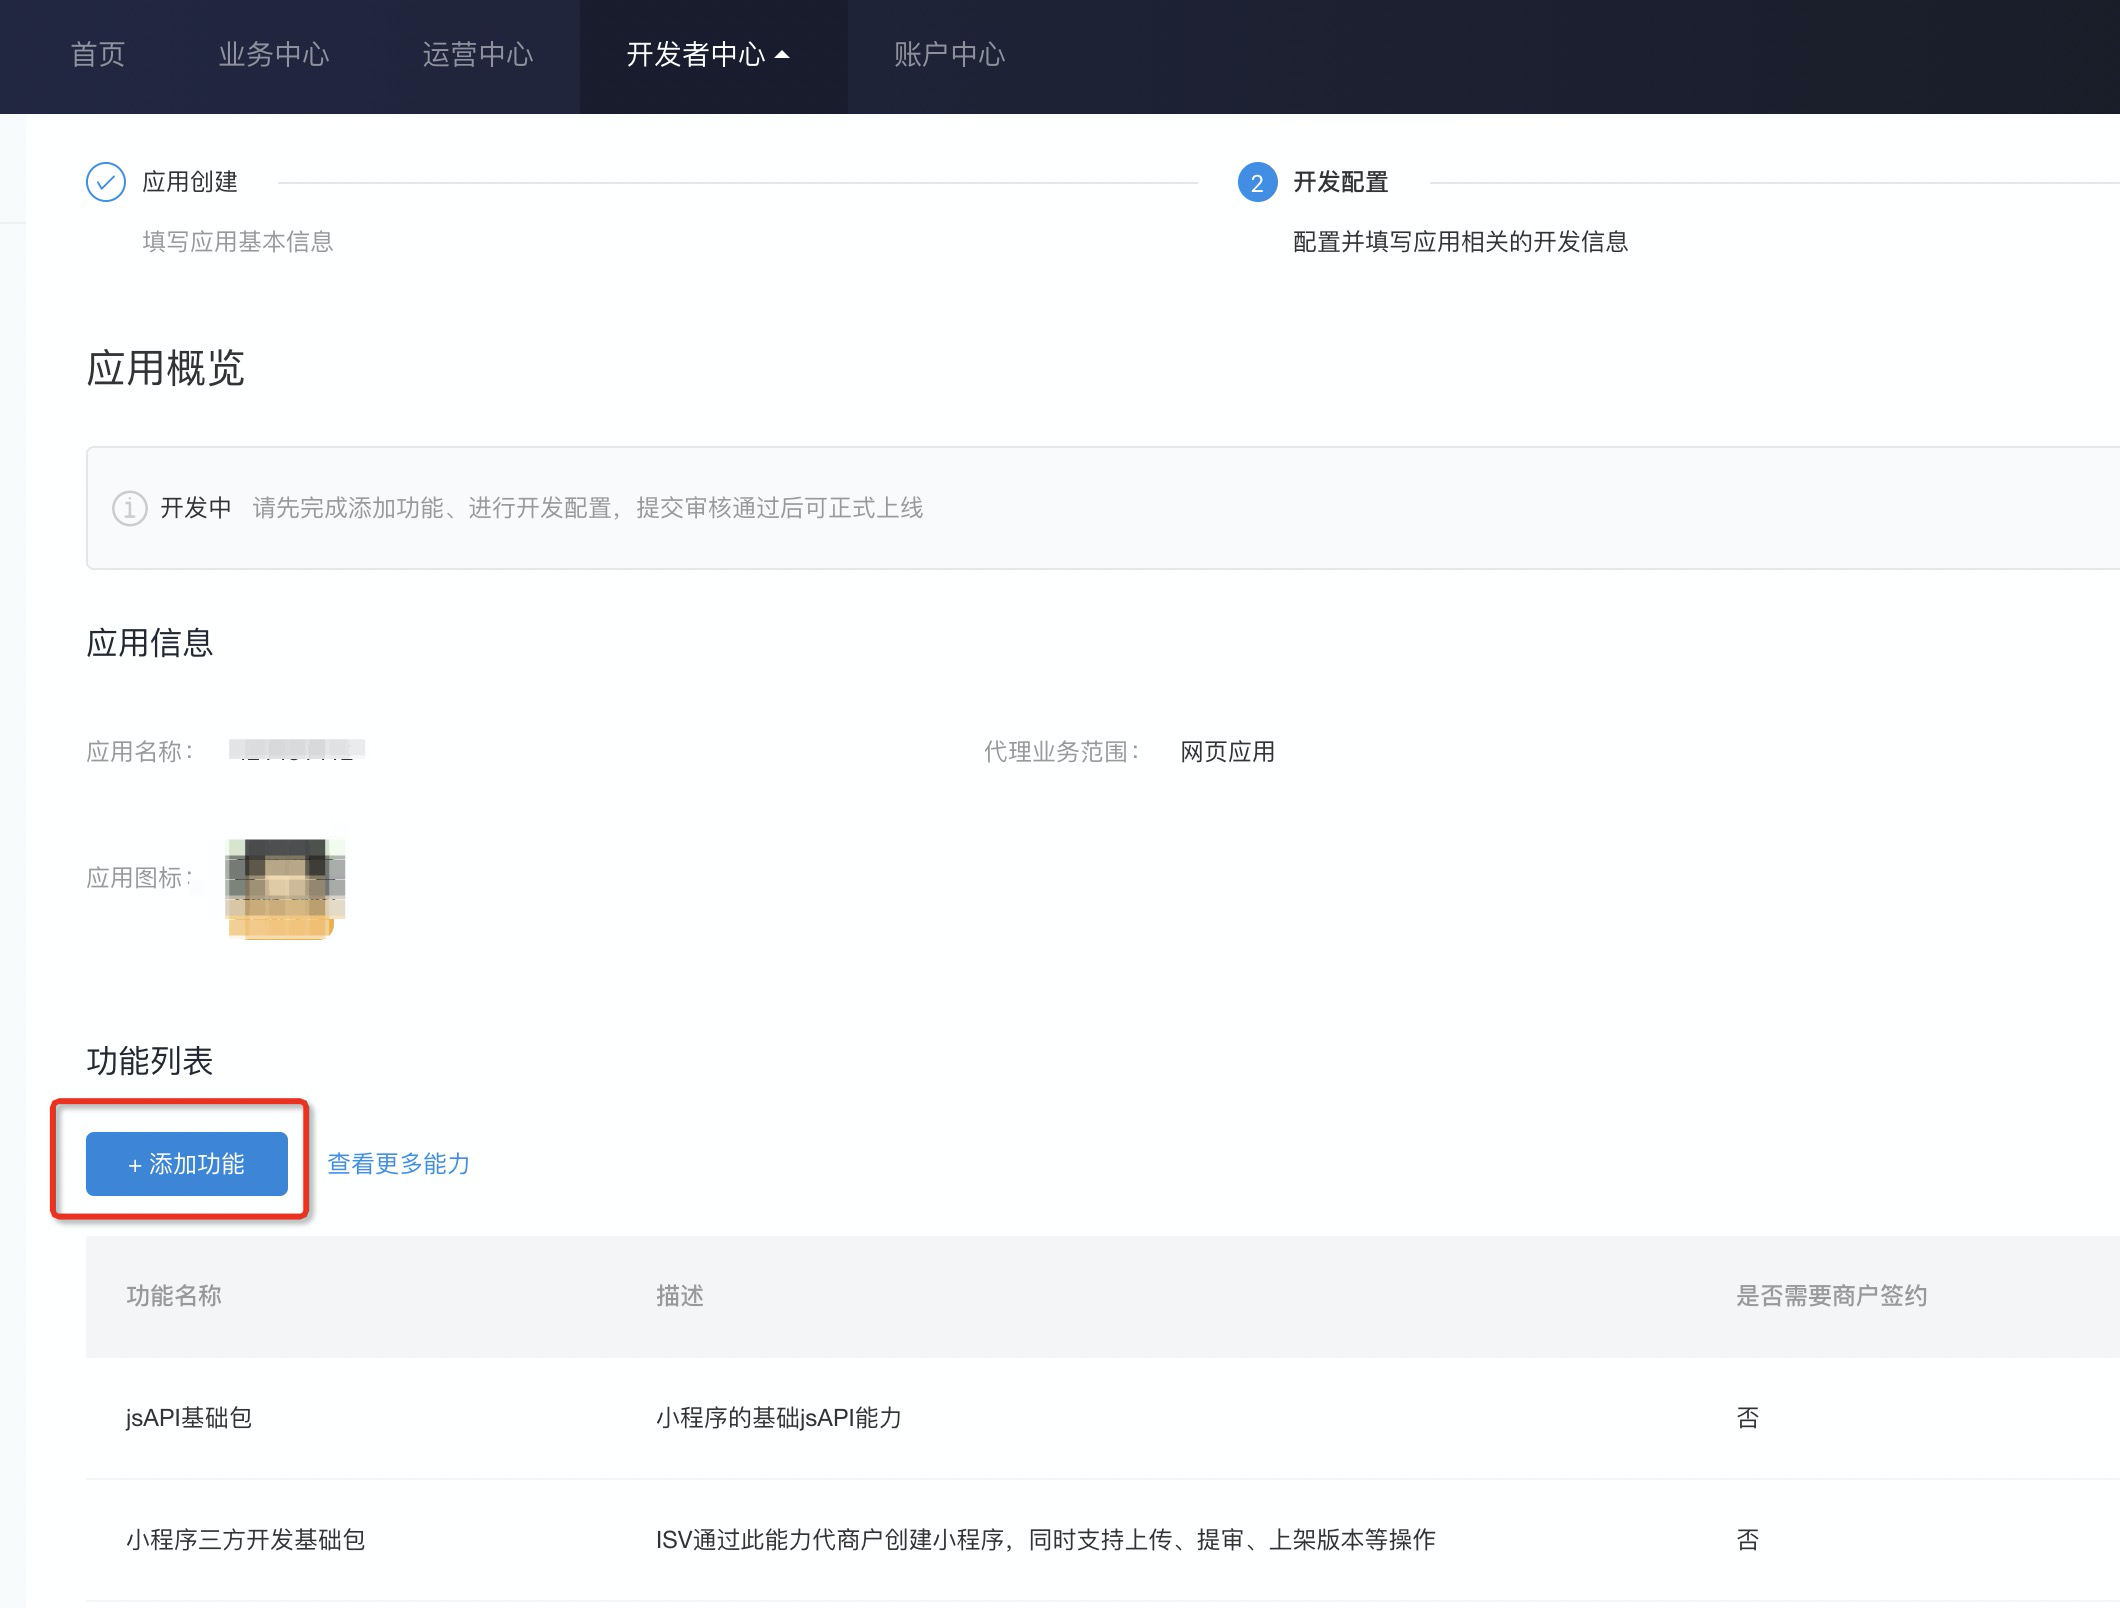 首页 业务中心 运营中心 开发者中心 账户中心
应用创建 2 开发配置
填写应用基本信息 配置并填写应用相关的开发信息
应用概览
开发中 请先完成添加功能、进行开发配置，提交审核通过后可正式上线
应用信息
应用名称： 代理业务范围： 网页应用
应用图标：
功能列表
+ 添加功能 查看更多能力
功能名称 描述 是否需要商户签约
jsAPI基础包 小程序的基础jsAPI能力 否
小程序三方开发基础包 ISV通过此能力代商户创建小程序，同时支持上传、提审、上架版本等操作 否